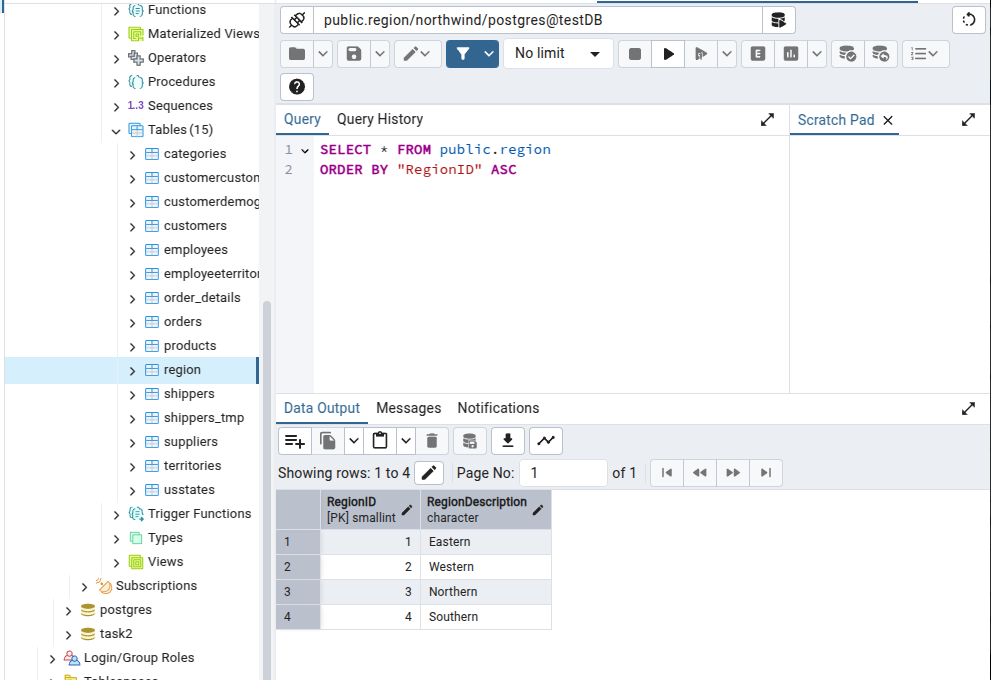 Functions
Materialized Views
Operators
Procedures
1.3 Sequences
Tables (15)
categories
customercuston
customerdemog
customers
employees
employeeterritor
order_details
orders
products
region
shippers
shippers_tmp
suppliers
territories
usstates
Trigger Functions
Types
Views
Subscriptions
postgres
task2
Login/Group Roles
public.region/northwind/postgres@testDB
No limit
E
Query
Query History
Scratch Pad
1 SELECT * FROM public.region
2 ORDER BY "RegionID" ASC
Data Output
Messages
Notifications
Showing rows: 1 to 4
Page No:
1
of 1
RegionID
[PK] smallint
RegionDescription
character
1 1 Eastern
2 2 Western
3 3 Northern
4 4 Southern